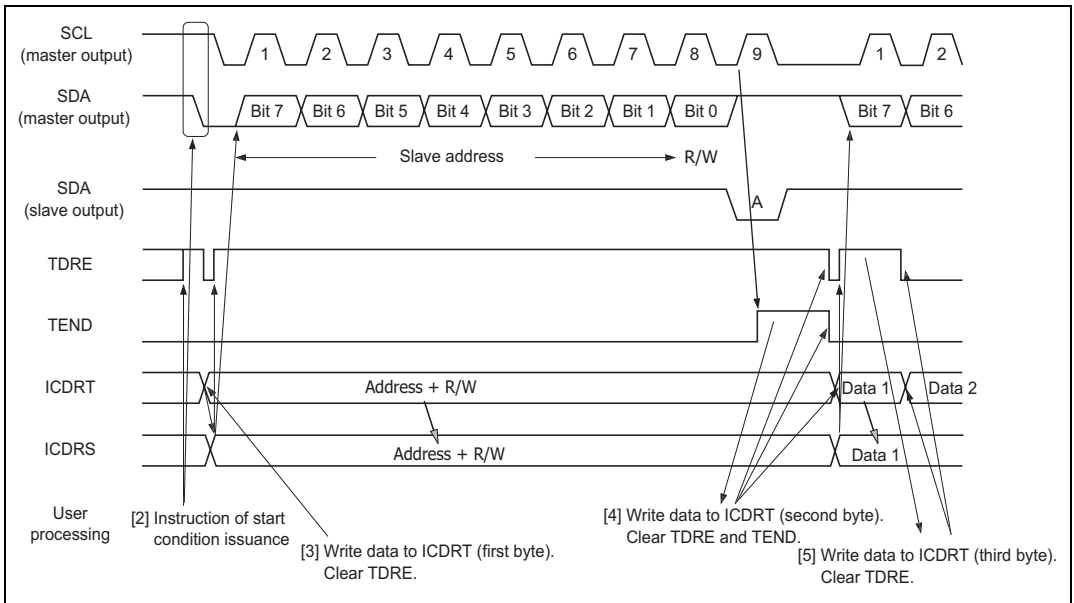 SCL
(master output)
1 2 3 4 5 6 7 8 9 1 2
SDA
(master output)
Bit 7 Bit 6 Bit 5 Bit 4 Bit 3 Bit 2 Bit 1 Bit 0 Bit 7 Bit 6
Slave address R/W
SDA
(slave output)
A
TDRE
TEND
ICDRT
Address + R/W Data 1 Data 2
ICDRS
Address + R/W Data 1
User
processing
[2] Instruction of start
condition issuance
[3] Write data to ICDRT (first byte).
Clear TDRE.
[4] Write data to ICDRT (second byte).
Clear TDRE and TEND.
[5] Write data to ICDRT (third byte).
Clear TDRE.